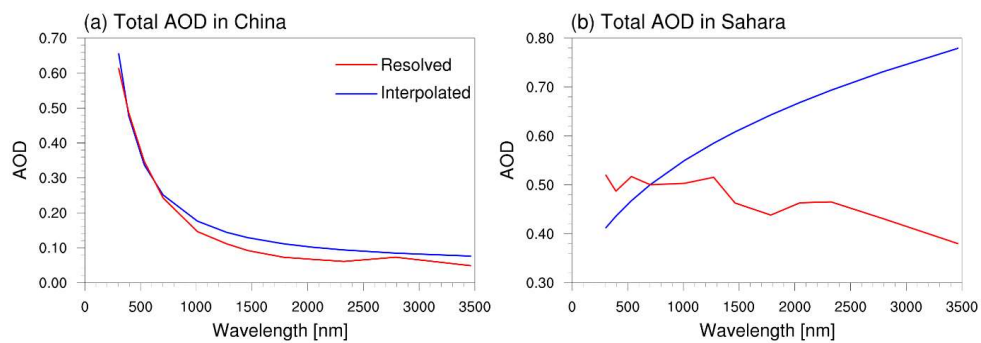 (a) Total AOD in China
0.70
0.60
0.50
0.40
0.30
0.20
0.10
0.00
AOD
Resolved
Interpolated
0 500 1000 1500 2000 2500 3000 3500
Wavelength [nm]
(b) Total AOD in Sahara
0.80
0.70
0.60
0.50
0.40
0.30
AOD
0 500 1000 1500 2000 2500 3000 3500
Wavelength [nm]